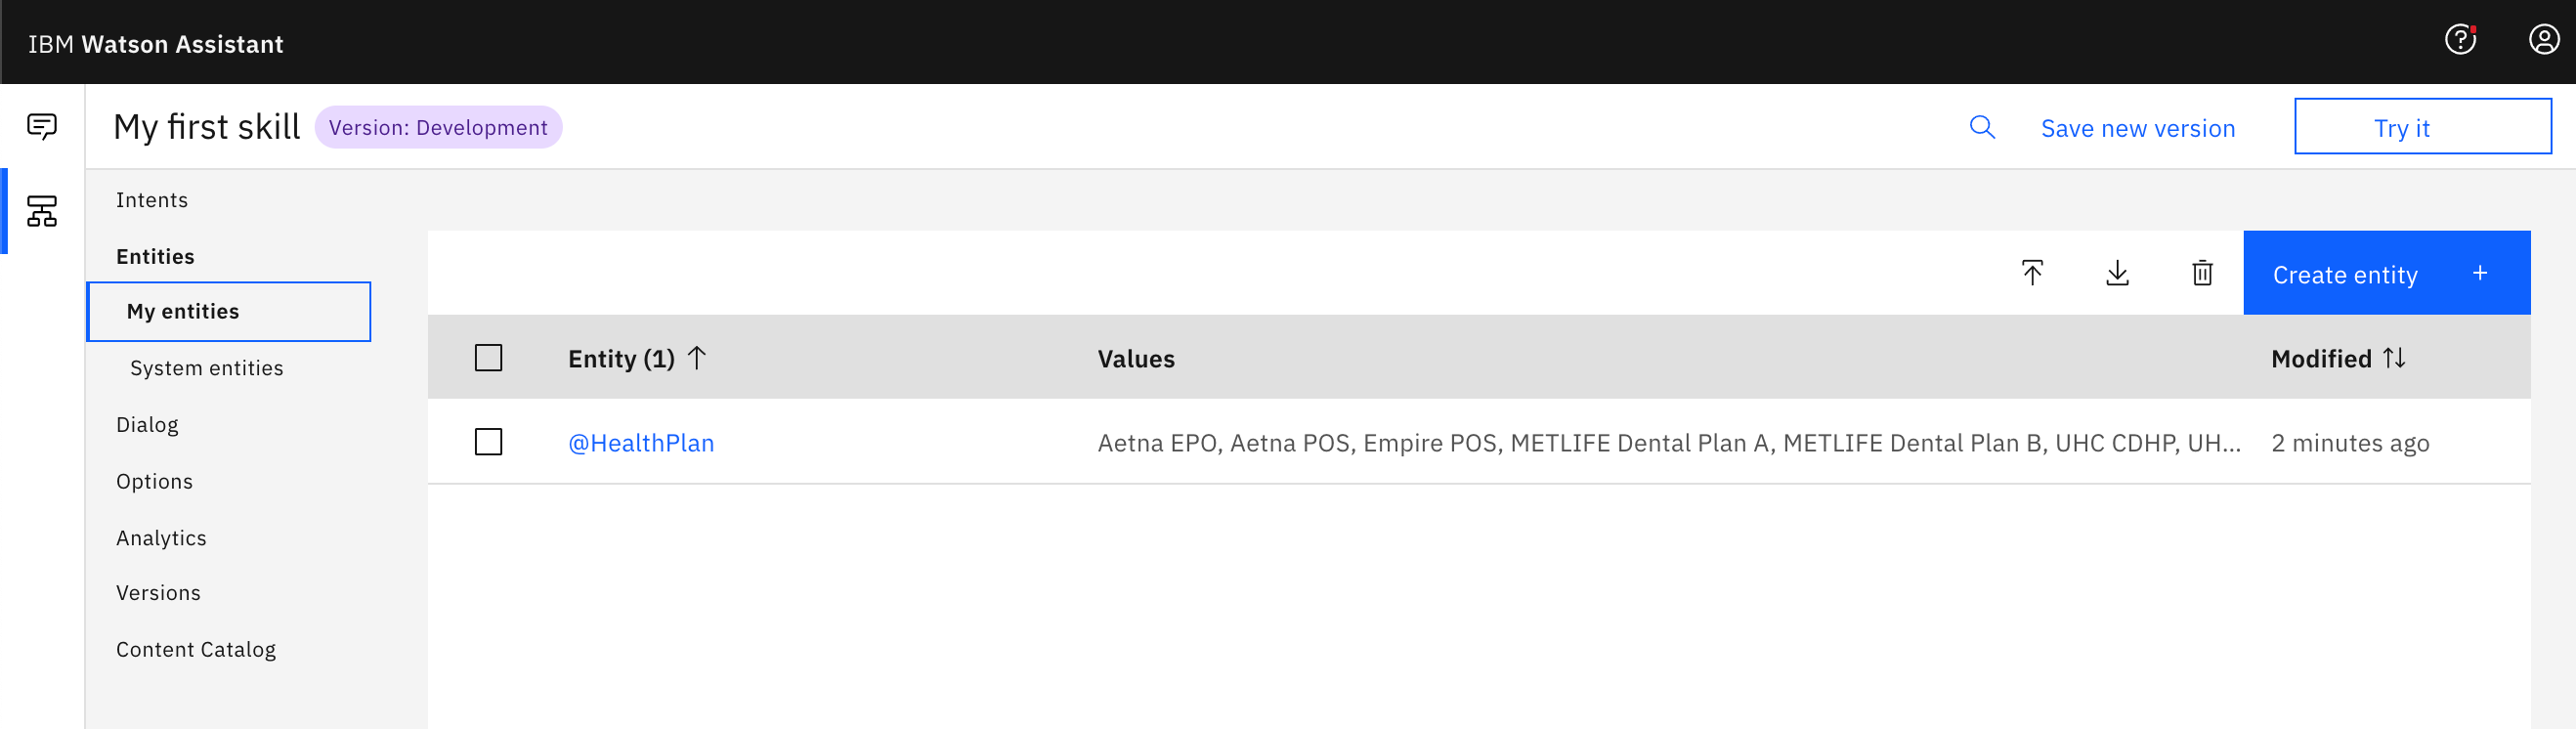 IBM Watson Assistant
My first skill Version: Development Save new version Try it
Intents
Entities
My entities
System entities
Dialog
Options
Analytics
Versions
Content Catalog
Create entity +
Entity (1) Values Modified
@HealthPlan Aetna EPO, Aetna POS, Empire POS, METLIFE Dental Plan A, METLIFE Dental Plan B, UHC CDHP, UH... 2 minutes ago